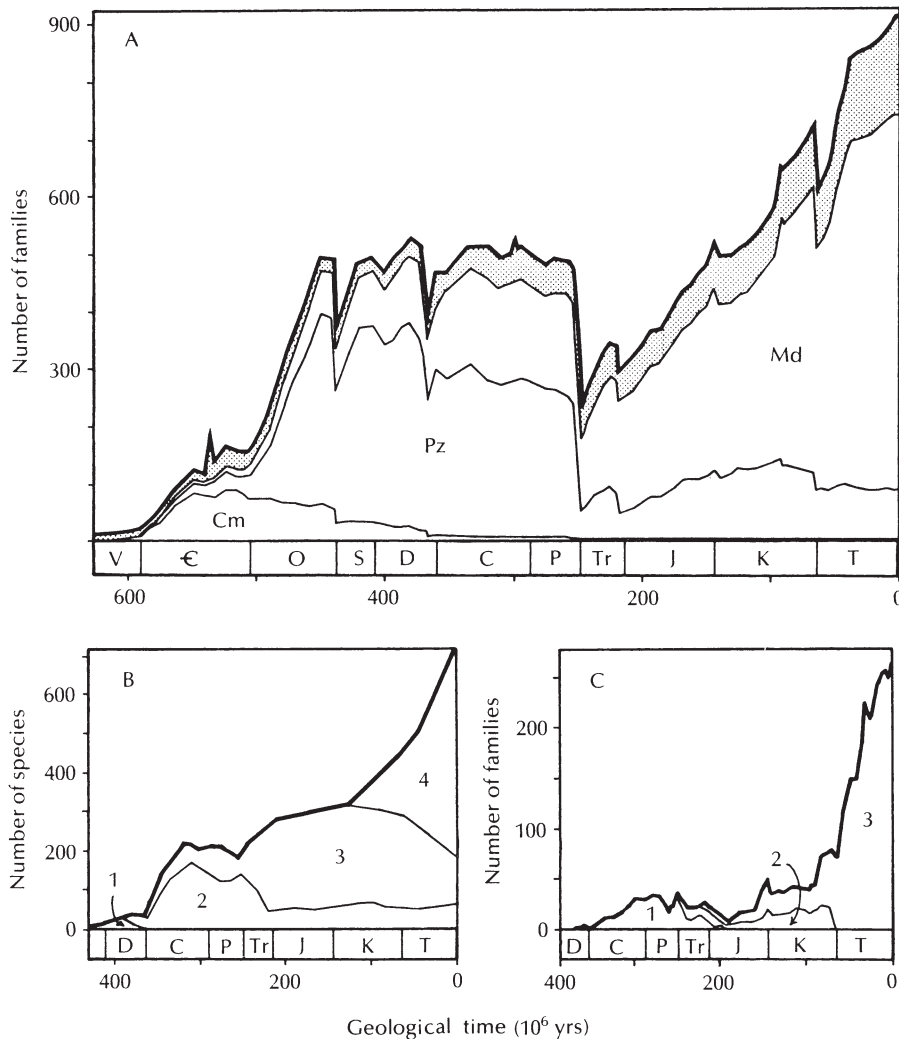 900
A
600
Number of families
300
Md
Pz
Cm
V Ꞓ O S D C P Tr J K T
600 400 200 0
B
600
Number of species
400
4
200
1
3
2
0
D C P Tr J K T
400 200 0
C
200
Number of families
3
100
2
1
0
D C P Tr J K T
400 200 0
Geological time (10⁶ yrs)